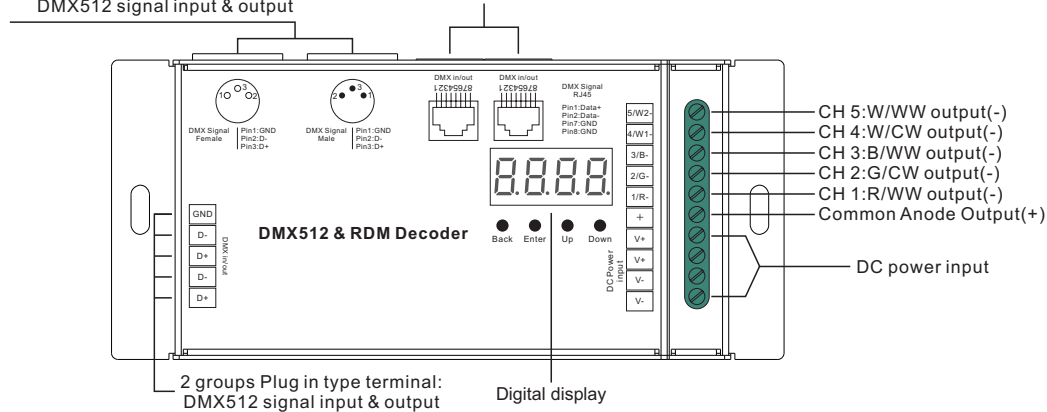 DMX512 signal input & output
1 3 2
2 3 1
DMX Signal
Female
Pin1:GND
Pin2:D-
Pin3:D+
DMX Signal
Male
Pin1:GND
Pin2:D-
Pin3:D+
DMX in/out
87654321
DMX in/out
87654321
DMX Signal
RJ45
Pin1:Data+
Pin2:Data-
Pin7:GND
Pin8:GND
5/W2-
4/W1-
3/B-
2/G-
1/R-
+
V+
V+
V-
V-
DC Power
input
CH 5:W/WW output(-)
CH 4:W/CW output(-)
CH 3:B/WW output(-)
CH 2:G/CW output(-)
CH 1:R/WW output(-)
Common Anode Output(+)
DC power input
8.8.8.8.
Back Enter Up Down
DMX512 & RDM Decoder
GND
D-
D+
D-
D+
DMX in/out
2 groups Plug in type terminal:
DMX512 signal input & output
Digital display